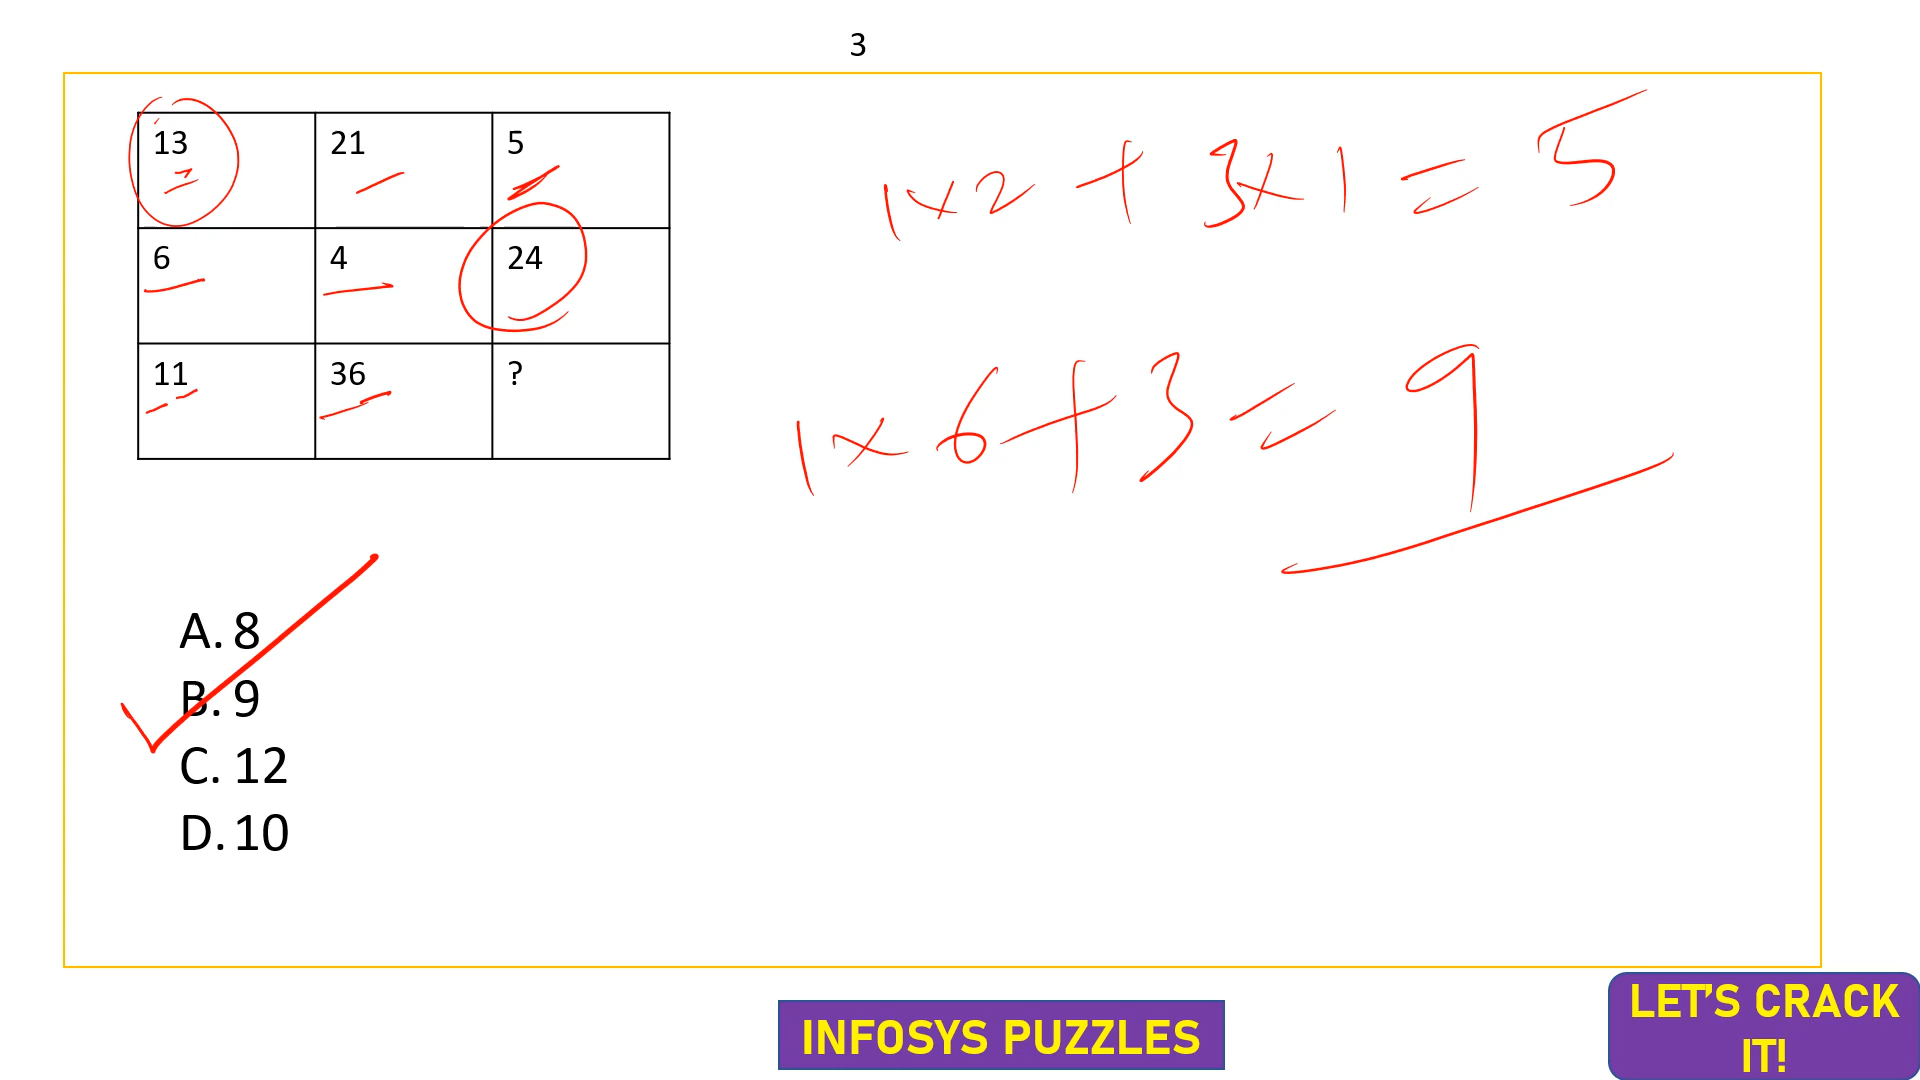 3
13 21 5
6 4 24
11 36 ?
1×2 + 3×1 = 5
1×6+3 = 9
A. 8
B. 9
C. 12
D. 10
INFOSYS PUZZLES
LET'S CRACK
IT!